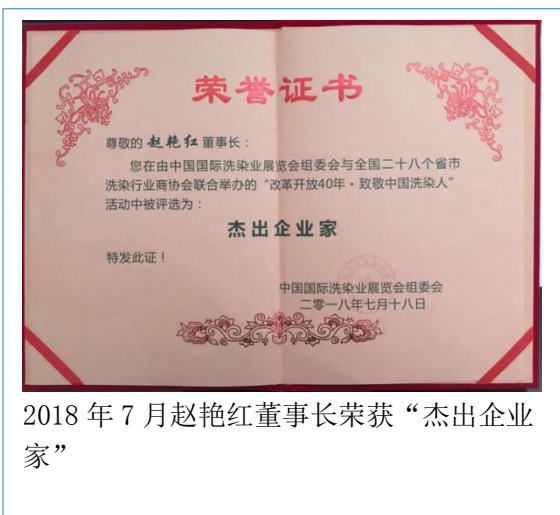 荣誉证书
尊敬的 赵艳红 董事长：
您在由中国国际洗染业展览会组委会与全国二十八个省市
洗染行业商协会联合举办的“改革开放40年·致敬中国洗染人”
活动中被评选为：
杰出企业家
特发此证！
中国国际洗染业展览会组委会
二零一八年七月十八日
2018 年 7 月赵艳红董事长荣获“杰出企业
家”